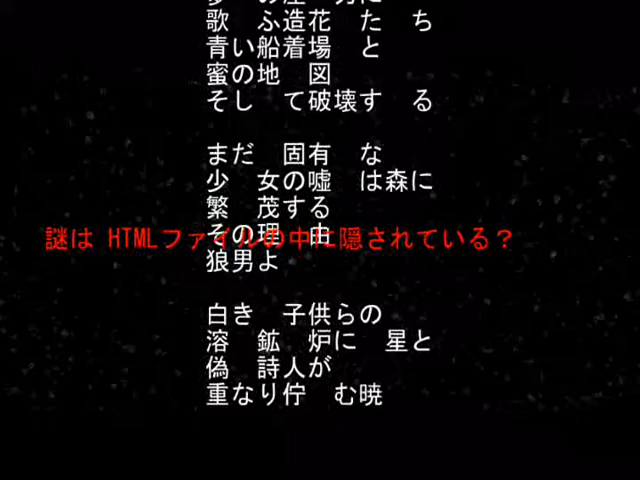 歌　ふ造花　た　ち
青い船着場　と
蜜の地　図
そし　て破壊す　る
まだ　固有　な
少　女の嘘　は森に
繁　茂する
その理　由
謎は HTMLファイルの中に隠されている？
狼男よ
白き　子供らの
溶　鉱　炉に　星と
偽　詩人が
重なり佇　む暁